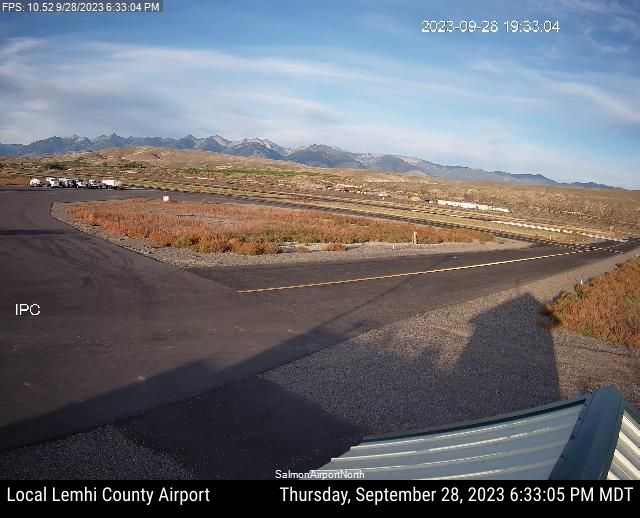 FPS: 10.52 9/28/2023 6:33:04 PM
2023-09-28 19:33:04
IPC
SalmonAirportNorth
Local Lemhi County Airport Thursday, September 28, 2023 6:33:05 PM MDT